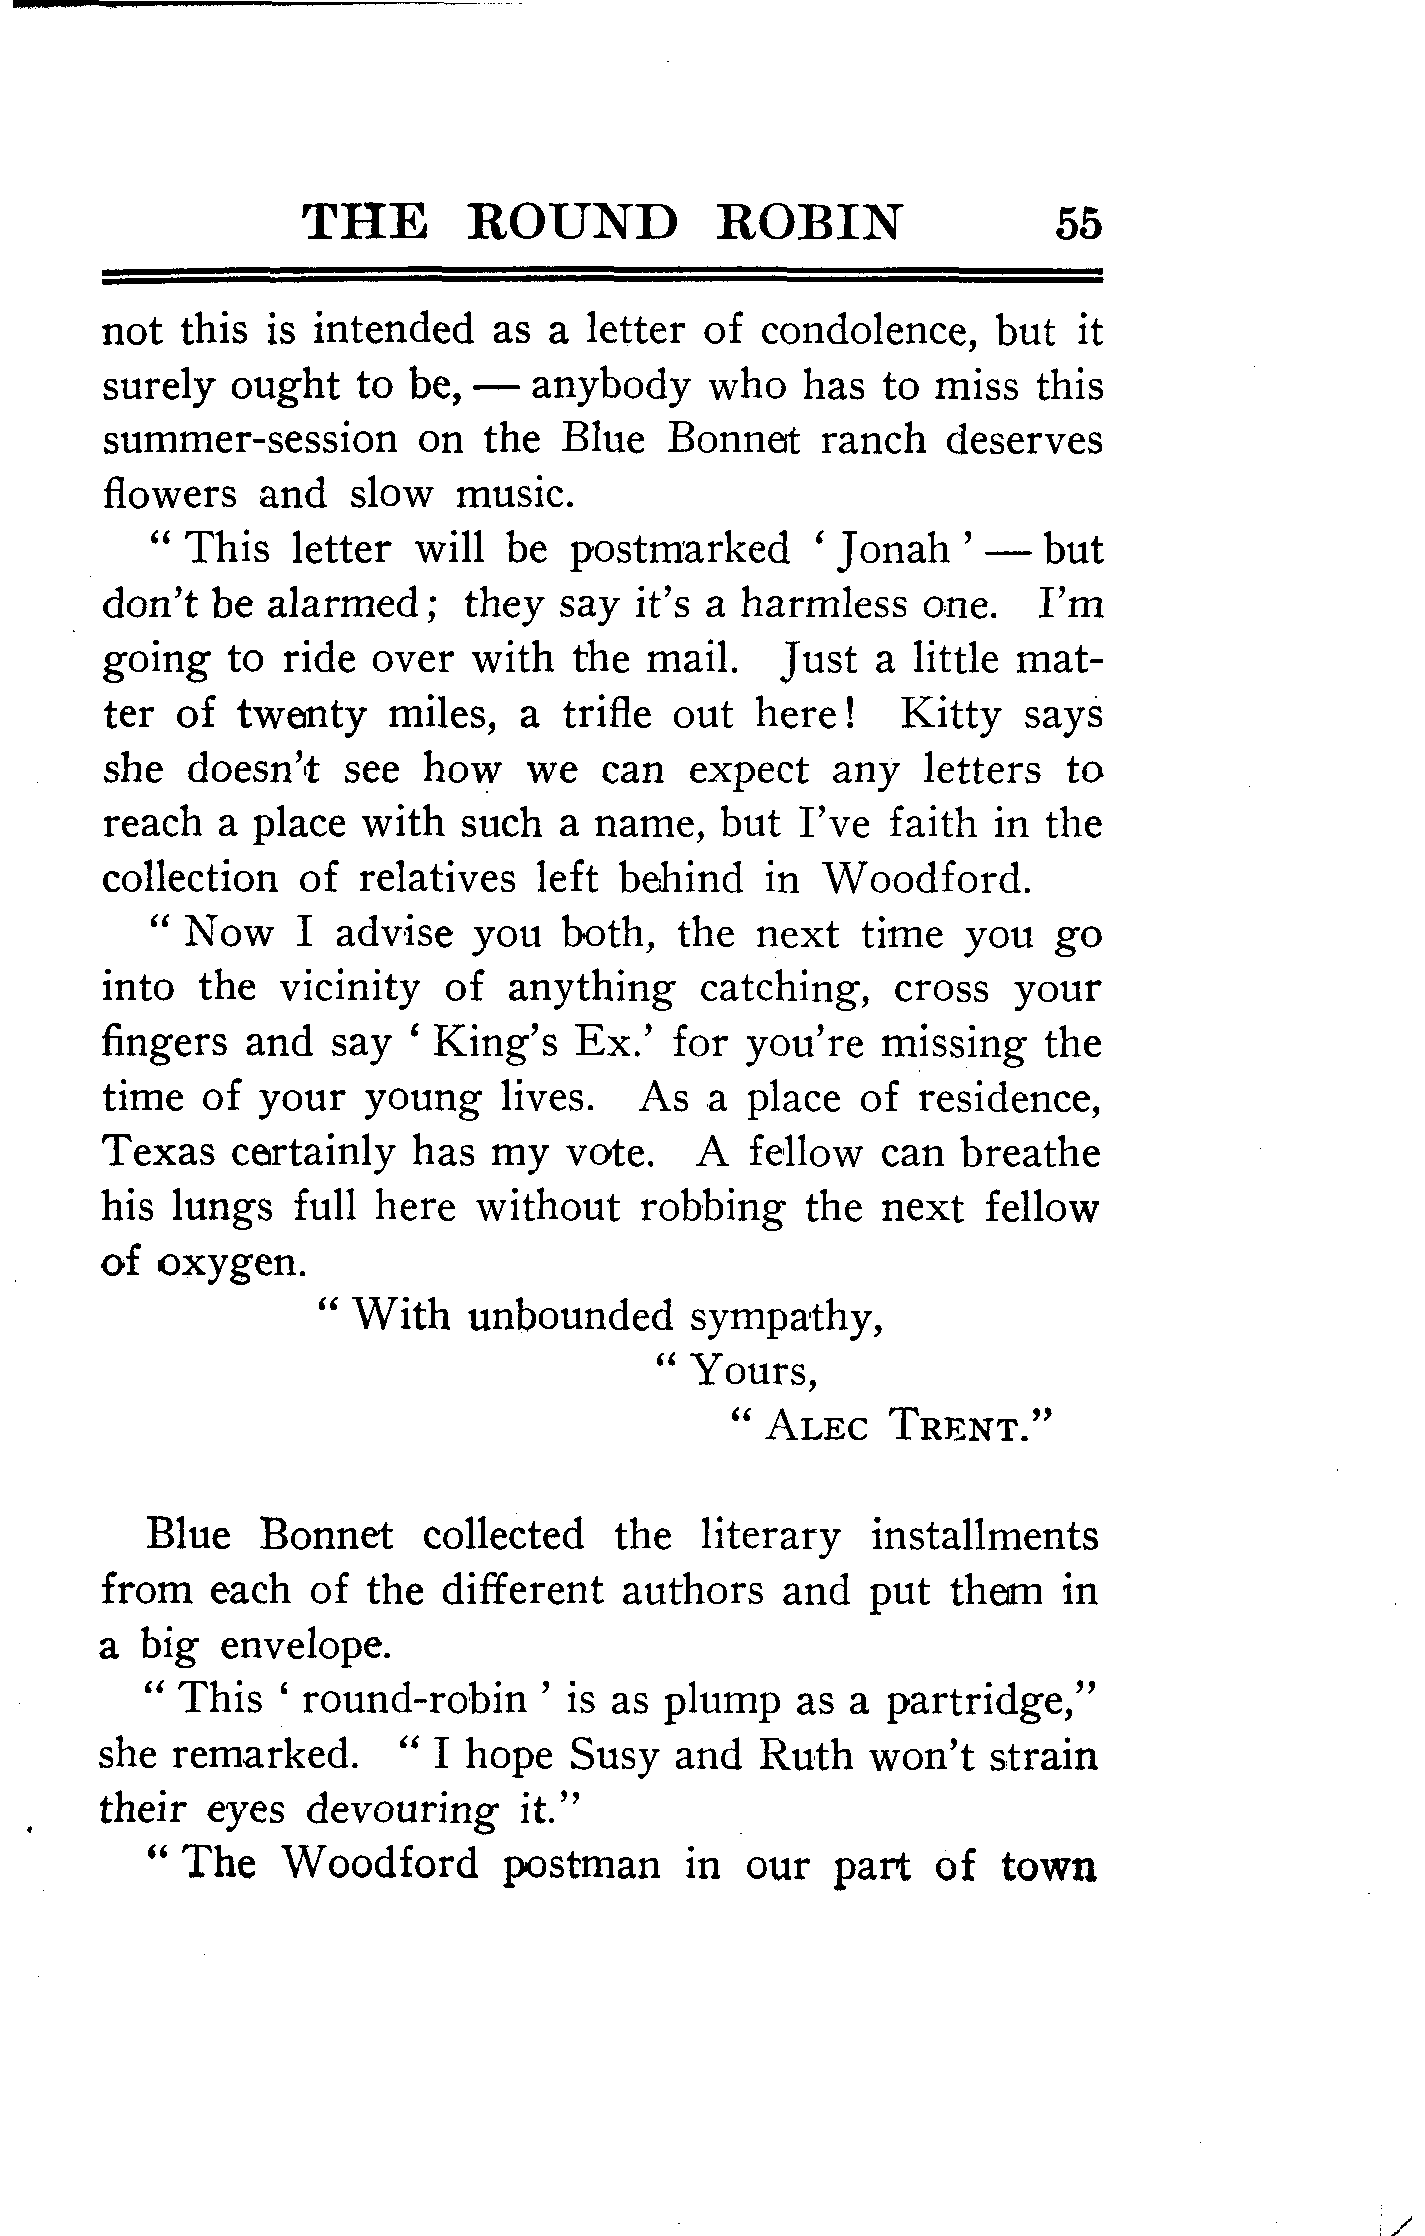 THE ROUND ROBIN 55
not this is intended as a letter of condolence, but it
surely ought to be, — anybody who has to miss this
summer-session on the Blue Bonnet ranch deserves
flowers and slow music.
“ This letter will be postmarked ‘ Jonah ’ — but
don't be alarmed; they say it's a harmless one. I'm
going to ride over with the mail. Just a little mat-
ter of twenty miles, a trifle out here! Kitty says
she doesn't see how we can expect any letters to
reach a place with such a name, but I've faith in the
collection of relatives left behind in Woodford.
“ Now I advise you both, the next time you go
into the vicinity of anything catching, cross your
fingers and say ‘ King's Ex.’ for you're missing the
time of your young lives. As a place of residence,
Texas certainly has my vote. A fellow can breathe
his lungs full here without robbing the next fellow
of oxygen.
“ With unbounded sympathy,
“ Yours,
“ ALEC TRENT.”
Blue Bonnet collected the literary installments
from each of the different authors and put them in
a big envelope.
“ This ‘ round-robin ’ is as plump as a partridge,”
she remarked. “ I hope Susy and Ruth won't strain
their eyes devouring it.”
“ The Woodford postman in our part of town